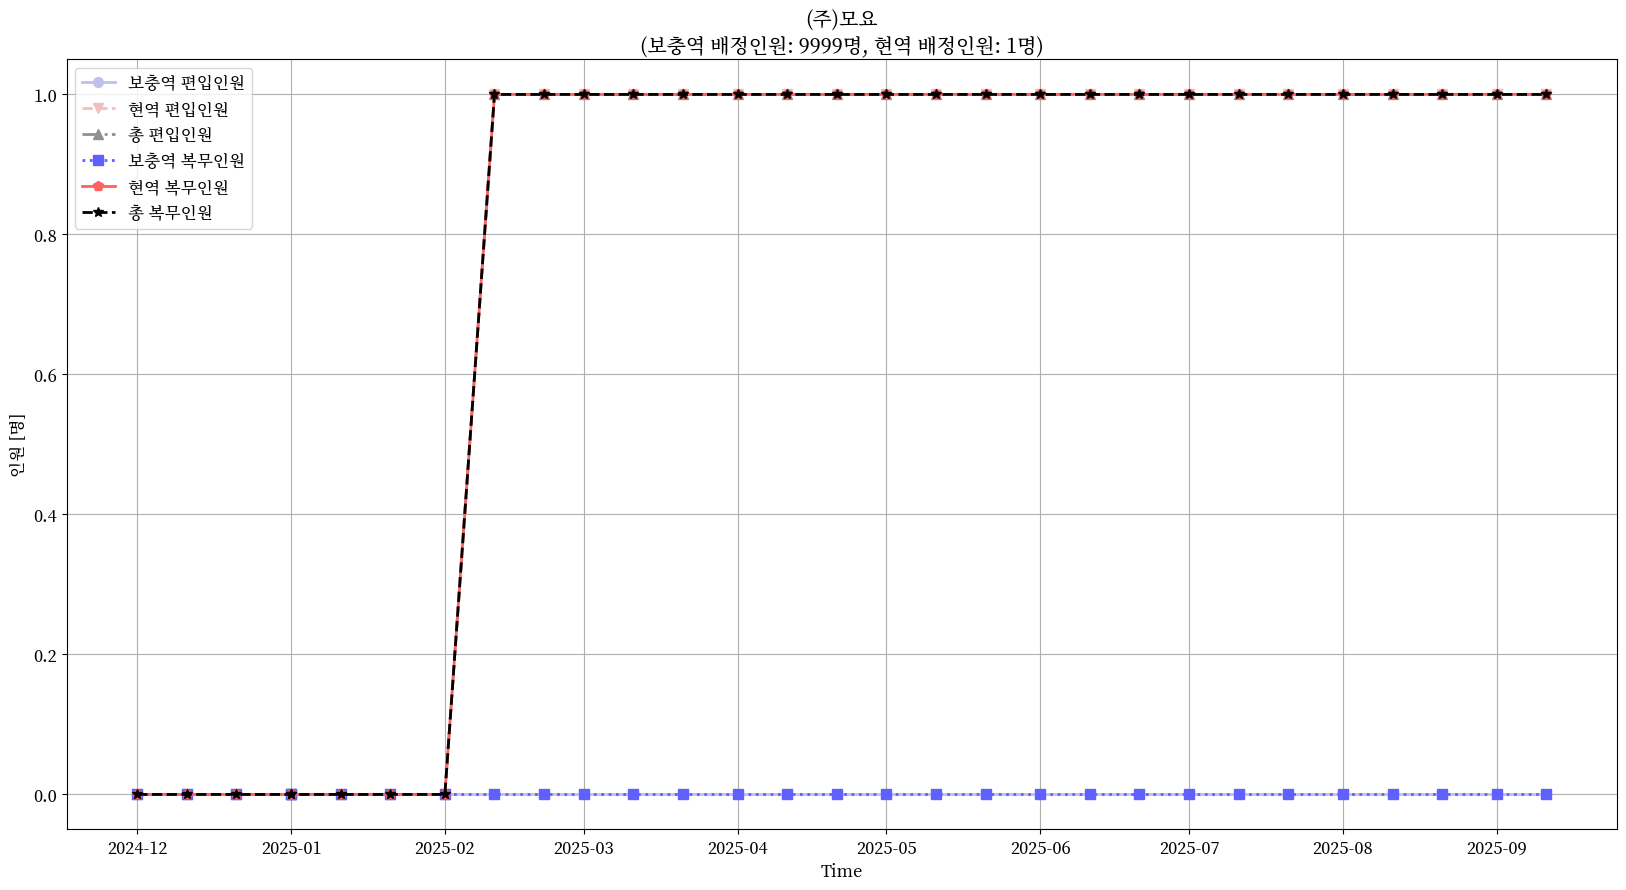 (주)모요
(보충역 배정인원: 9999명, 현역 배정인원: 1명)
보충역 편입인원
현역 편입인원
총 편입인원
보충역 복무인원
현역 복무인원
총 복무인원
1.0
0.8
0.6
0.4
0.2
0.0
인원 [명]
2024-12 2025-01 2025-02 2025-03 2025-04 2025-05 2025-06 2025-07 2025-08 2025-09
Time